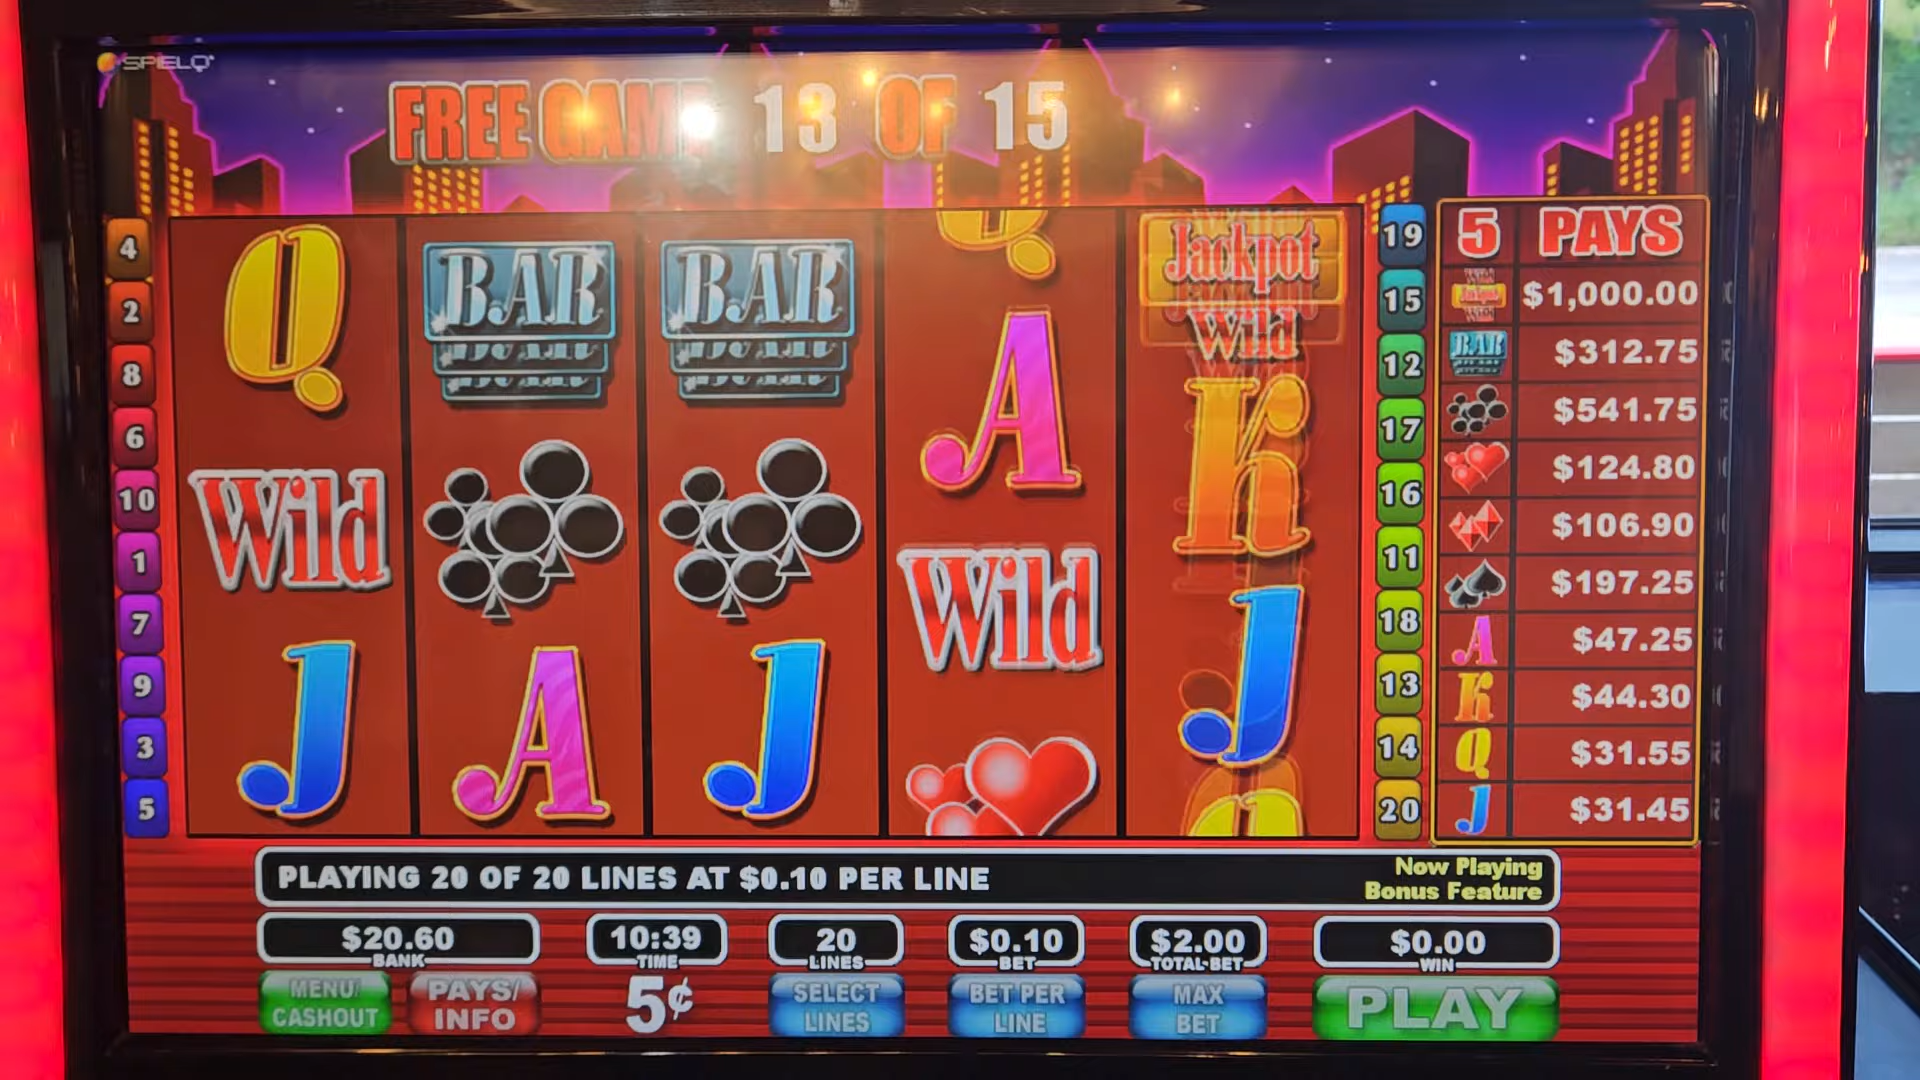 SPIELO
FREE GAME 13 OF 15
4
2
8
6
10
1
7
9
3
5
Q
Wild
J
BAR
A
BAR
J
Q
A
Wild
Jackpot
Wild
K
J
Q
19
15
12
17
16
11
18
13
14
20
5 PAYS
Jackpot $1,000.00
BAR $312.75
$541.75
$124.80
$106.90
$197.25
A $47.25
K $44.30
Q $31.55
J $31.45
PLAYING 20 OF 20 LINES AT $0.10 PER LINE
Now Playing
Bonus Feature
$20.60
BANK
10:39
TIME
20
LINES
$0.10
BET
$2.00
TOTAL BET
$0.00
WIN
MENU/
CASHOUT
PAYS/
INFO
5¢
SELECT
LINES
BET PER
LINE
MAX
BET
PLAY